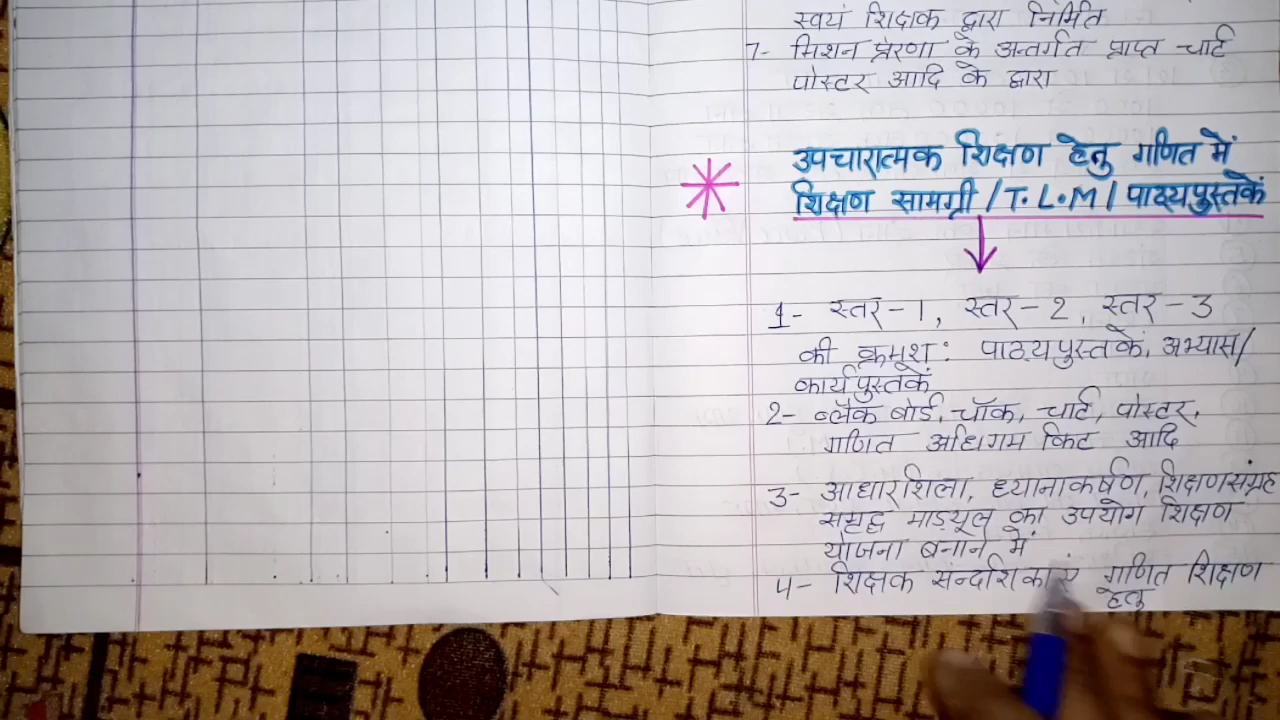 स्वयं शिक्षक द्वारा निर्मित
7- मिशन प्रेरणा के अन्तर्गत प्राप्त चार्ट
पोस्टर आदि के द्वारा
उपचारात्मक शिक्षण हेतु गणित में
शिक्षण सामग्री / T.L.M / पाठ्यपुस्तकें
1- स्तर-1, स्तर-2, स्तर-3
की क्रमशः पाठ्यपुस्तकें, अभ्यास/
कार्यपुस्तकें
2- ब्लैक बोर्ड, चॉक, चार्ट, पोस्टर,
गणित अधिगम किट आदि
3- आधारशिला, ध्यानाकर्षण, शिक्षणसंग्रह
समृद्ध माड्यूल का उपयोग शिक्षण
योजना बनाने में
4- शिक्षक सन्दर्शिकाएं गणित शिक्षण
हेतु